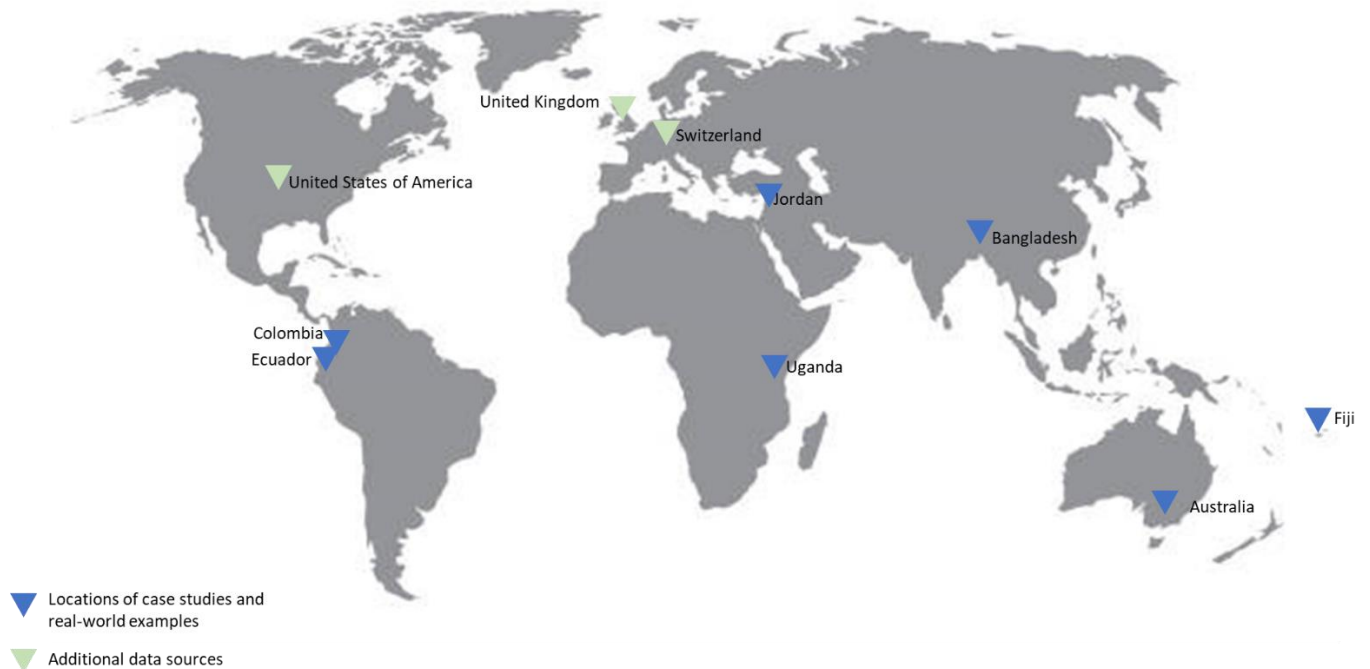 United Kingdom
Switzerland
United States of America
Jordan
Bangladesh
Colombia
Ecuador
Uganda
Fiji
Australia
Locations of case studies and
real-world examples
Additional data sources